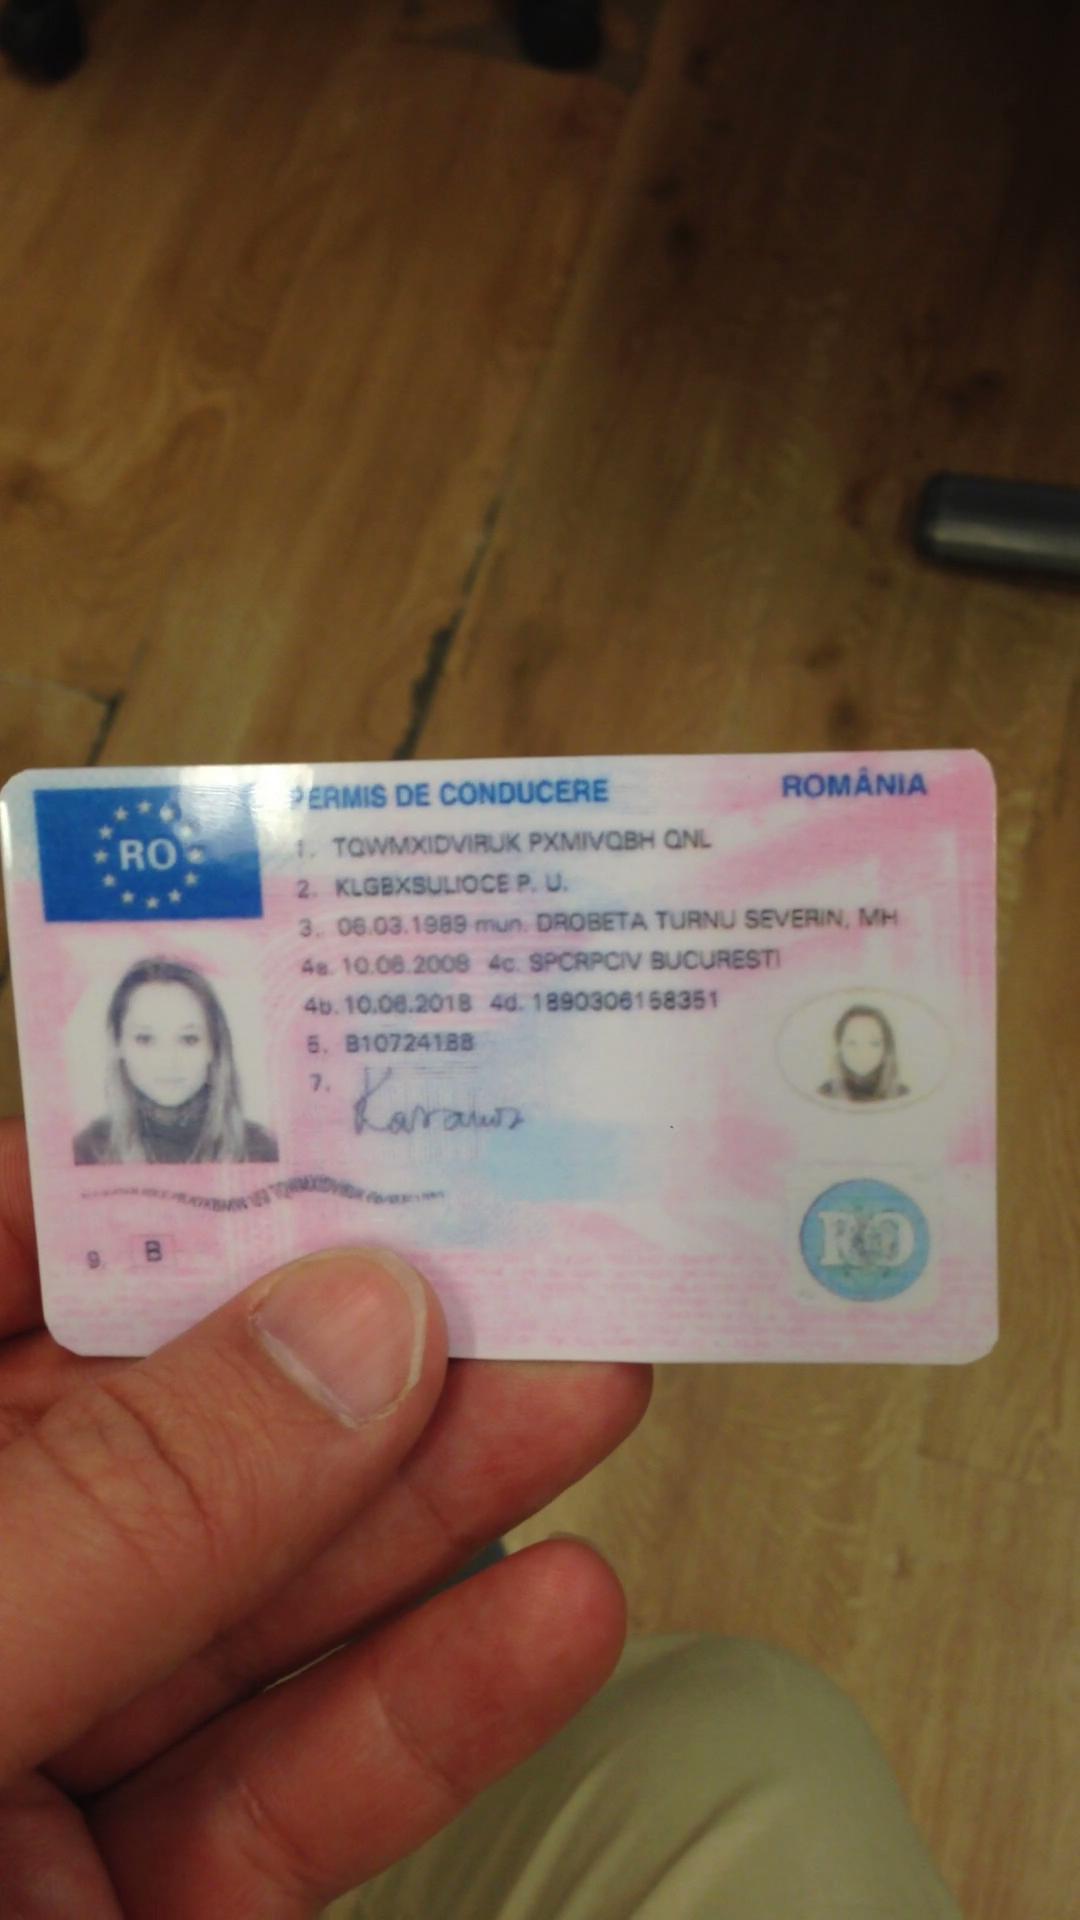 RO
PERMIS DE CONDUCERE ROMÂNIA
1. TQWMXIDVIRUK PXMIVQBH QNL
2. KLGBXSULIOCE P. U.
3. 06.03.1989 mun. DROBETA TURNU SEVERIN, MH
4a. 10.06.2008 4c. SPCRPCIV BUCURESTI
4b. 10.06.2018 4d. 1890306158351
5. B10724188
7.
9. B
RO